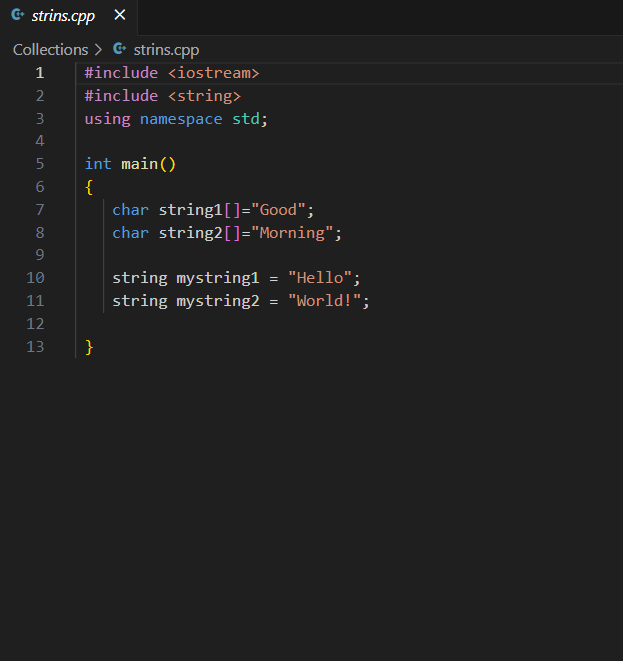 strins.cpp
Collections > strins.cpp
1 #include <iostream>
2 #include <string>
3 using namespace std;
4
5 int main()
6 {
7 char string1[]="Good";
8 char string2[]="Morning";
9
10 string mystring1 = "Hello";
11 string mystring2 = "World!";
12
13 }